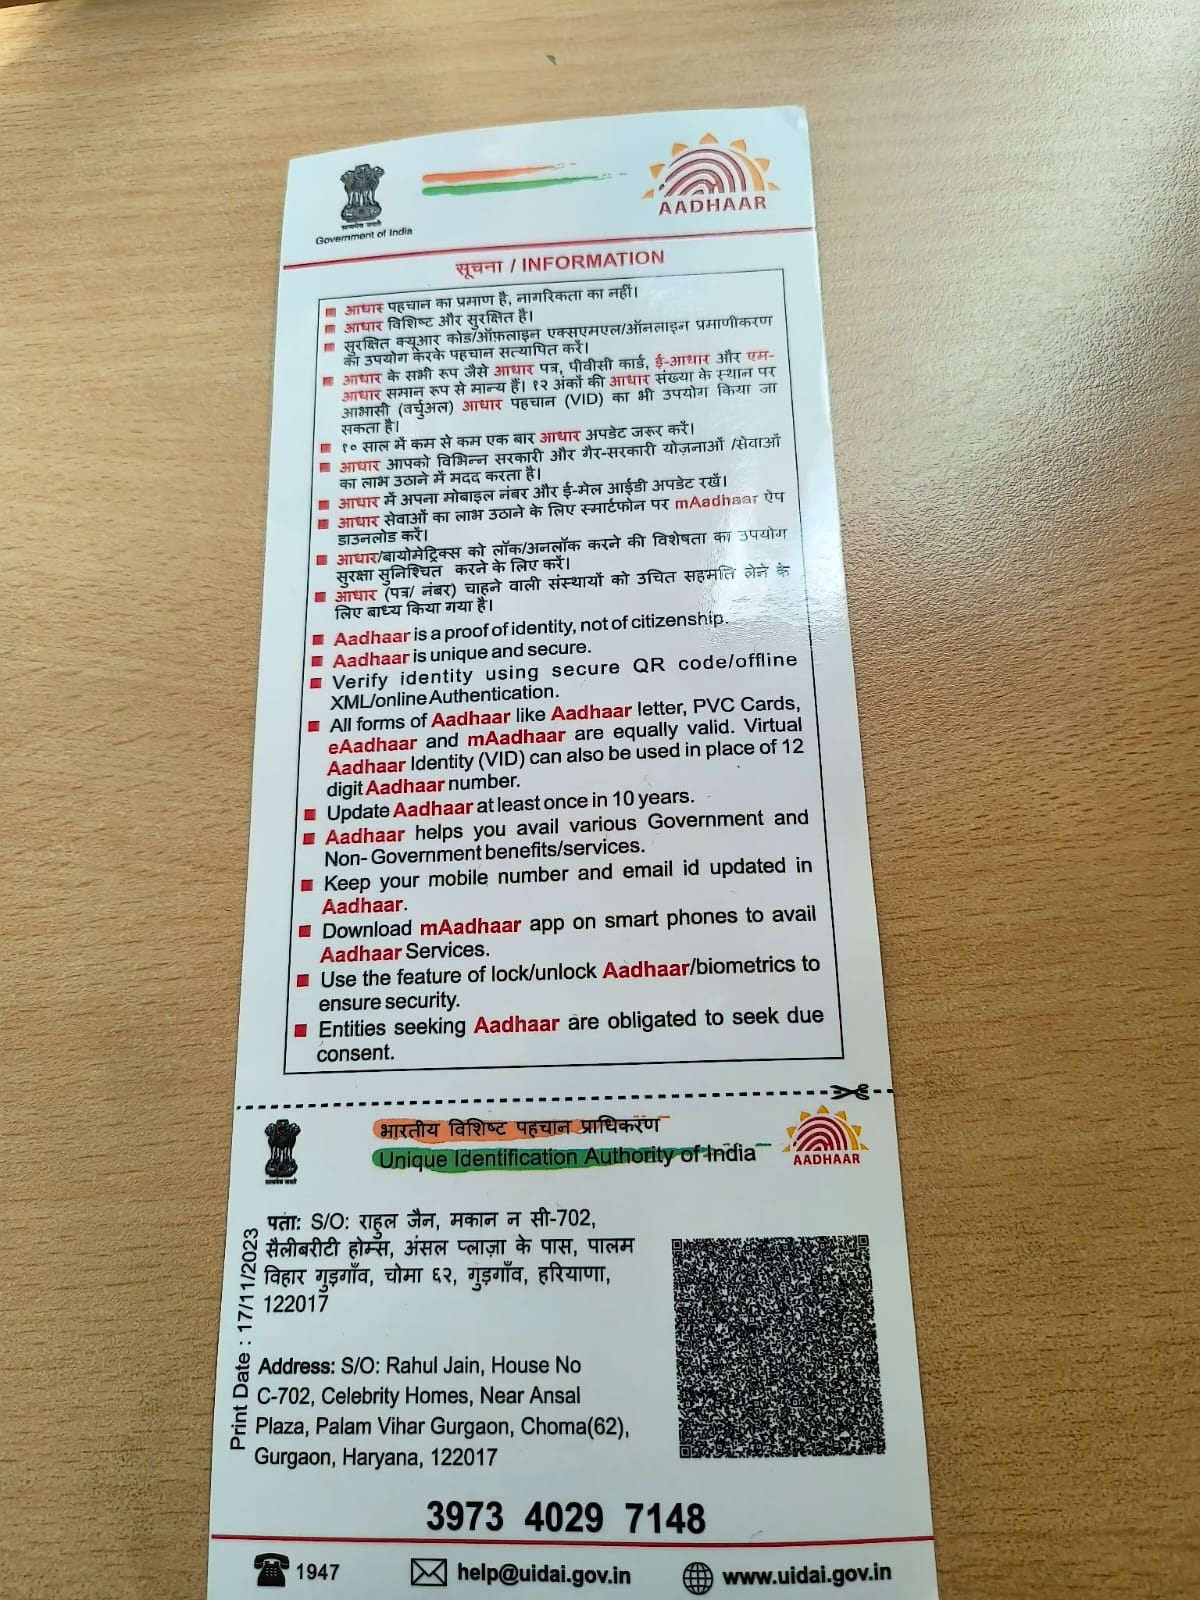 सत्यमेव जयते
Government of India
AADHAAR
सूचना / INFORMATION
आधार पहचान का प्रमाण है, नागरिकता का नहीं।
आधार विशिष्ट और सुरक्षित है।
सुरक्षित क्यूआर कोड/ऑफ़लाइन एक्सएमएल/ऑनलाइन प्रमाणीकरण
का उपयोग करके पहचान सत्यापित करें।
आधार के सभी रूप जैसे आधार पत्र, पीवीसी कार्ड, ई-आधार और एम-
आधार समान रूप से मान्य हैं। १२ अंकों की आधार संख्या के स्थान पर
आभासी (वर्चुअल) आधार पहचान (VID) का भी उपयोग किया जा
सकता है।
१० साल में कम से कम एक बार आधार अपडेट जरूर करें।
आधार आपको विभिन्न सरकारी और गैर-सरकारी योजनाओं /सेवाओं
का लाभ उठाने में मदद करता है।
आधार में अपना मोबाइल नंबर और ई-मेल आईडी अपडेट रखें।
आधार सेवाओं का लाभ उठाने के लिए स्मार्टफोन पर mAadhaar ऐप
डाउनलोड करें।
आधार/बायोमेट्रिक्स को लॉक/अनलॉक करने की विशेषता का उपयोग
सुरक्षा सुनिश्चित करने के लिए करें।
आधार (पत्र/ नंबर) चाहने वाली संस्थायों को उचित सहमति लेने के
लिए बाध्य किया गया है।
Aadhaar is a proof of identity, not of citizenship.
Aadhaar is unique and secure.
Verify identity using secure QR code/offline
XML/online Authentication.
All forms of Aadhaar like Aadhaar letter, PVC Cards,
eAadhaar and mAadhaar are equally valid. Virtual
Aadhaar Identity (VID) can also be used in place of 12
digit Aadhaar number.
Update Aadhaar at least once in 10 years.
Aadhaar helps you avail various Government and
Non- Government benefits/services.
Keep your mobile number and email id updated in
Aadhaar.
Download mAadhaar app on smart phones to avail
Aadhaar Services.
Use the feature of lock/unlock Aadhaar/biometrics to
ensure security.
Entities seeking Aadhaar are obligated to seek due
consent.
सत्यमेव जयते
भारतीय विशिष्ट पहचान प्राधिकरण
Unique Identification Authority of India
AADHAAR
Print Date : 17/11/2023
पता: S/O: राहुल जैन, मकान न सी-702,
सैलीबरीटी होम्स, अंसल प्लाज़ा के पास, पालम
विहार गुड़गाँव, चोमा ६२, गुड़गाँव, हरियाणा,
122017
Address: S/O: Rahul Jain, House No
C-702, Celebrity Homes, Near Ansal
Plaza, Palam Vihar Gurgaon, Choma(62),
Gurgaon, Haryana, 122017
3973 4029 7148
1947
help@uidai.gov.in
www.uidai.gov.in